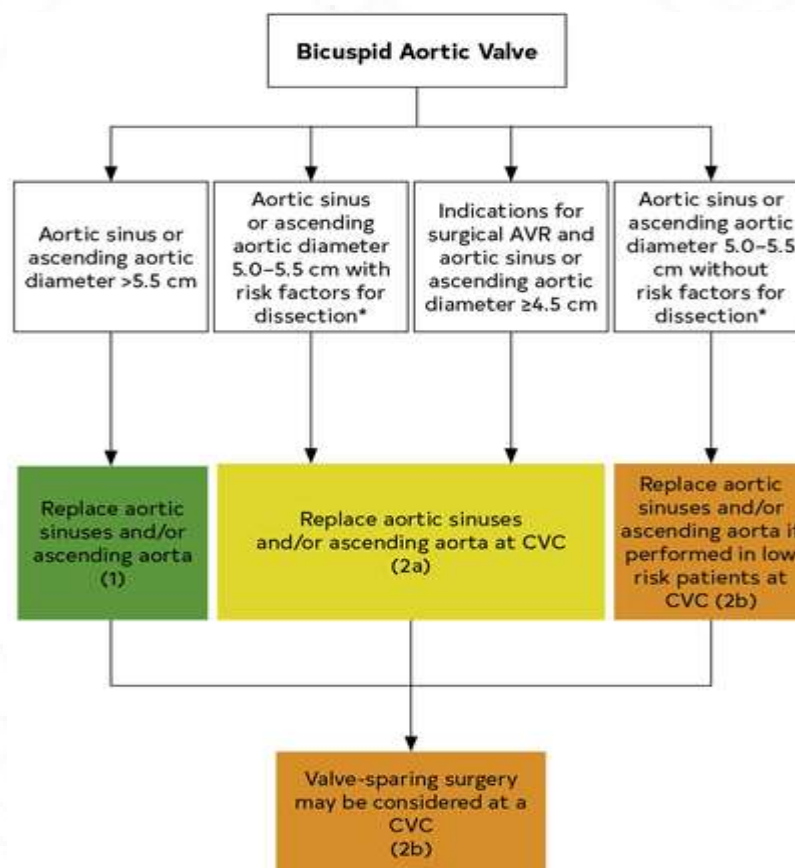 Bicuspid Aortic Valve
Aortic sinus or
ascending aortic
diameter >5.5 cm
Aortic sinus
or ascending
aortic diameter
5.0–5.5 cm with
risk factors for
dissection*
Indications for
surgical AVR and
aortic sinus or
ascending aortic
diameter ≥4.5 cm
Aortic sinus or
ascending aortic
diameter 5.0–5.5
cm without
risk factors for
dissection*
Replace aortic
sinuses and/or
ascending aorta
(1)
Replace aortic sinuses
and/or ascending aorta at CVC
(2a)
Replace aortic
sinuses and/or
ascending aorta if
performed in low
risk patients at
CVC (2b)
Valve-sparing surgery
may be considered at a
CVC
(2b)